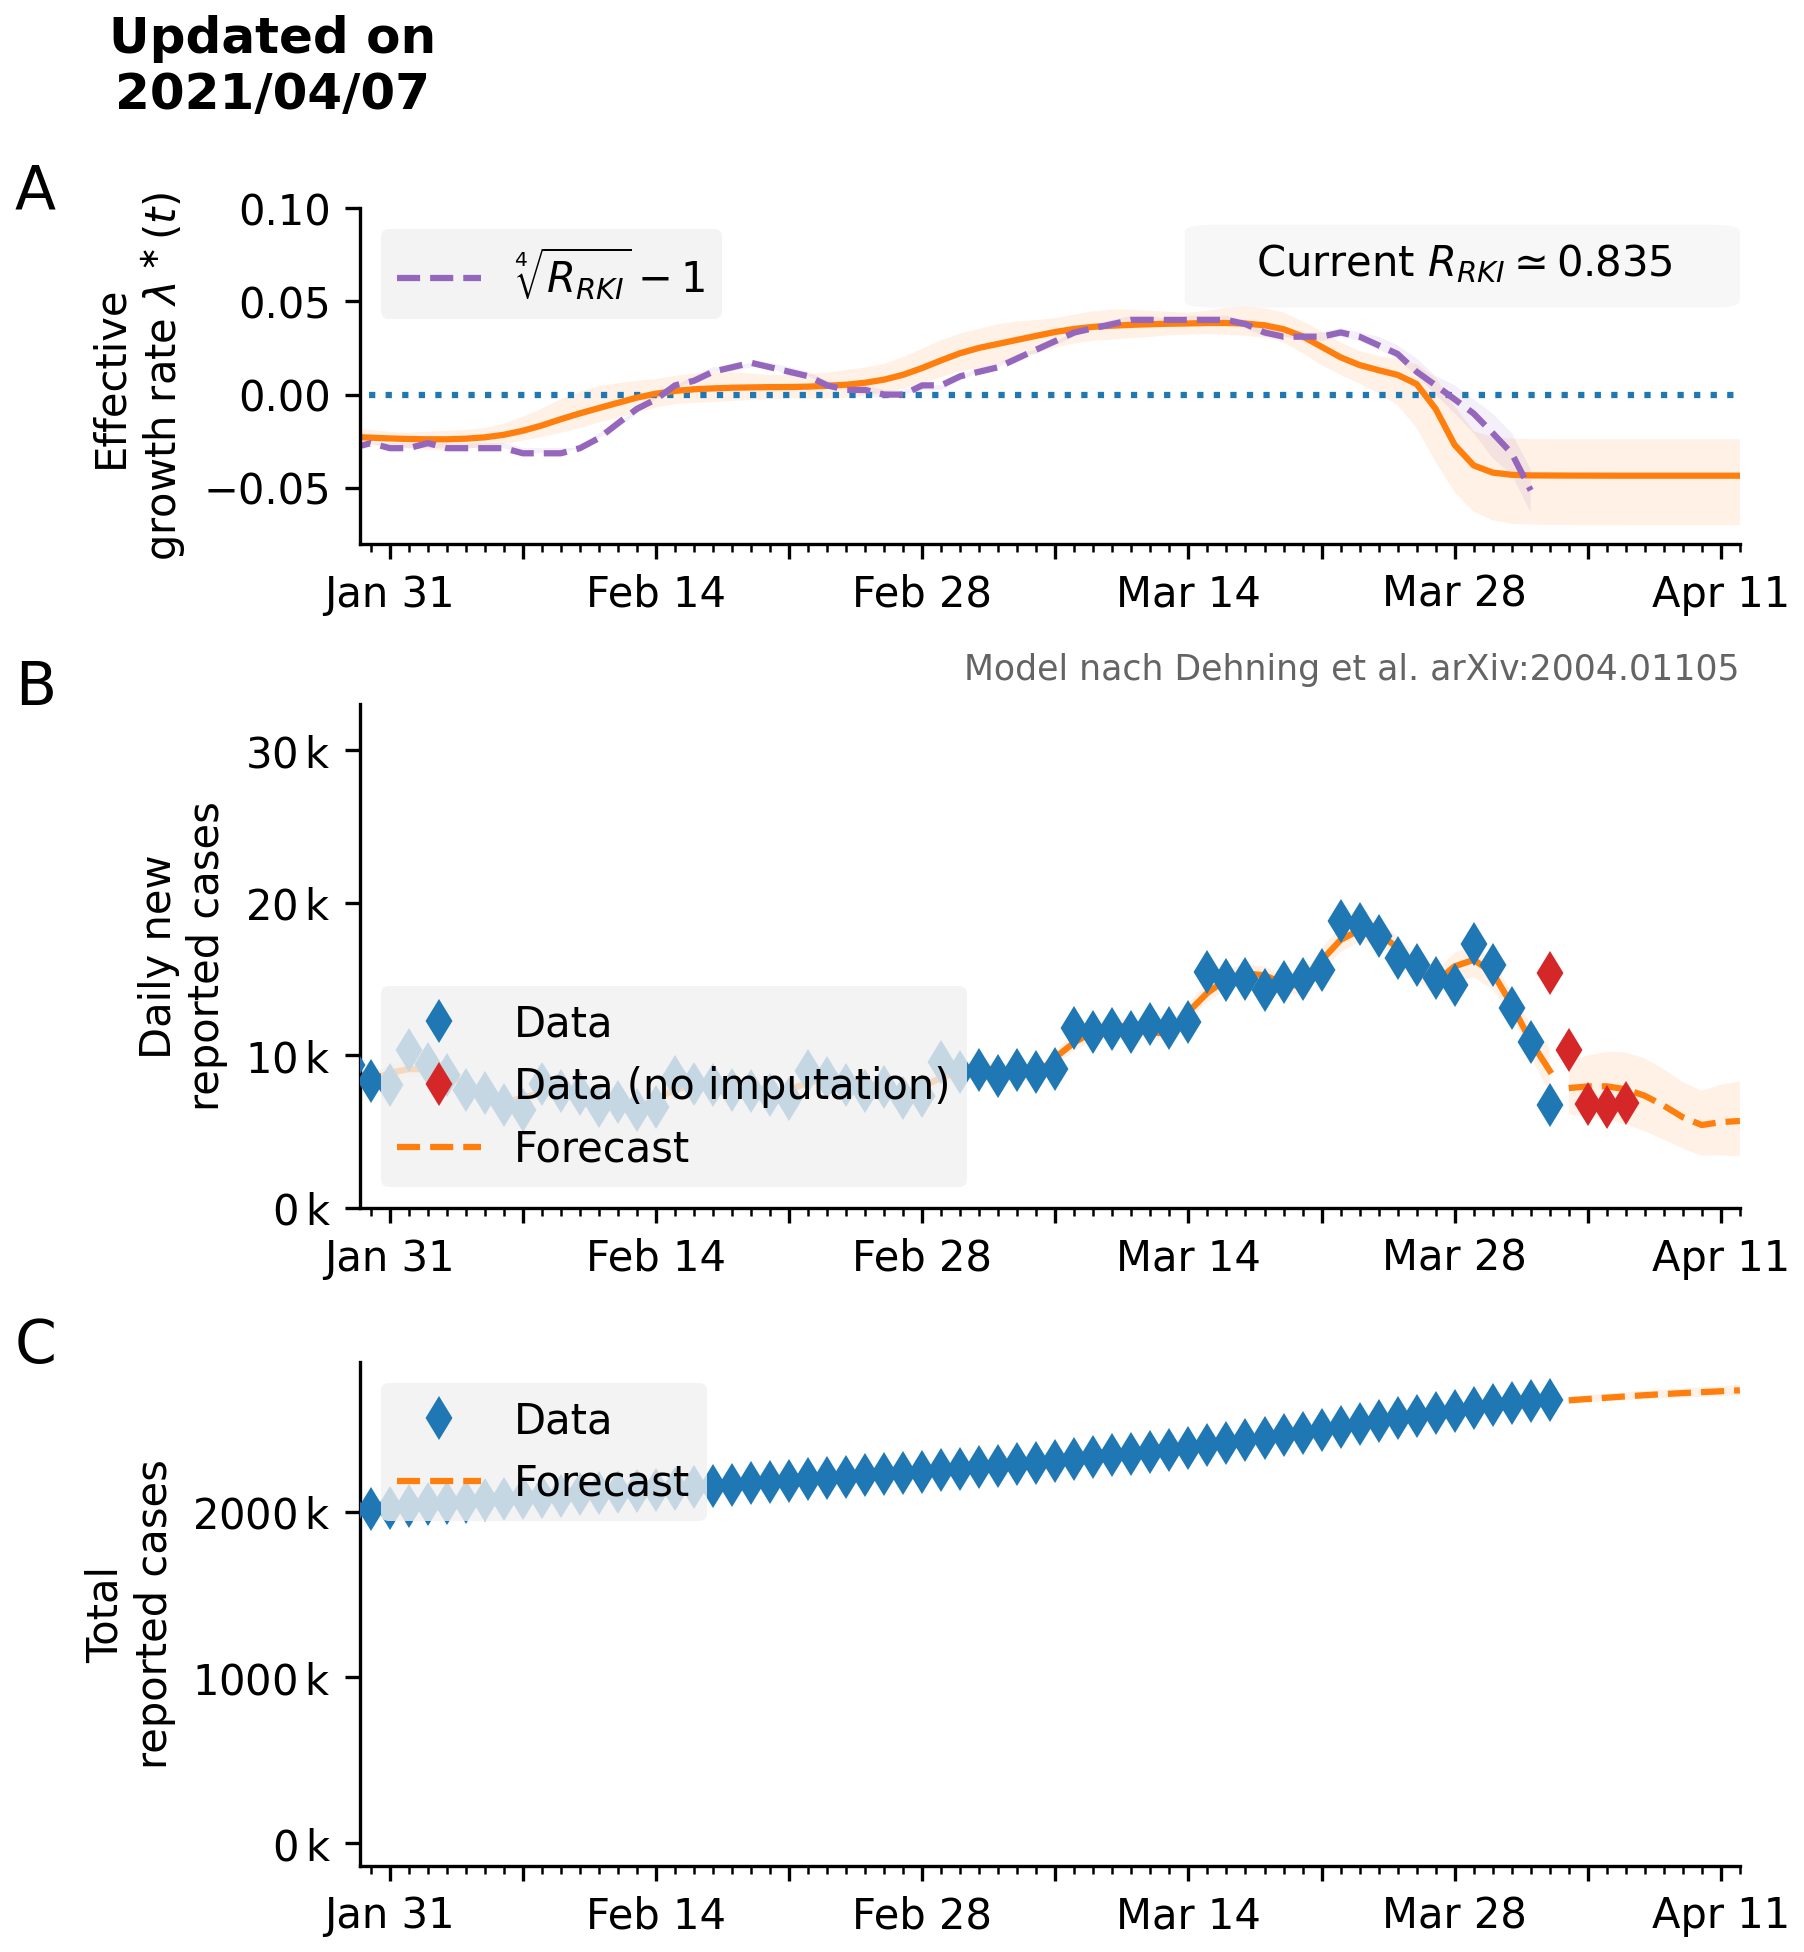 Updated on
2021/04/07
A
Effective
growth rate λ * (t)
0.10
0.05
0.00
−0.05
∜R_RKI − 1
Current R_RKI ≃ 0.835
Jan 31 Feb 14 Feb 28 Mar 14 Mar 28 Apr 11
Model nach Dehning et al. arXiv:2004.01105
B
Daily new
reported cases
30 k
20 k
10 k
0 k
Data
Data (no imputation)
Forecast
Jan 31 Feb 14 Feb 28 Mar 14 Mar 28 Apr 11
C
Total
reported cases
2000 k
1000 k
0 k
Data
Forecast
Jan 31 Feb 14 Feb 28 Mar 14 Mar 28 Apr 11